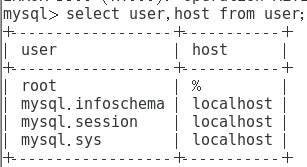 mysql> select user,host from user;
+------------------+-----------+
| user             | host      |
+------------------+-----------+
| root             | %         |
| mysql.infoschema | localhost |
| mysql.session    | localhost |
| mysql.sys        | localhost |
+------------------+-----------+